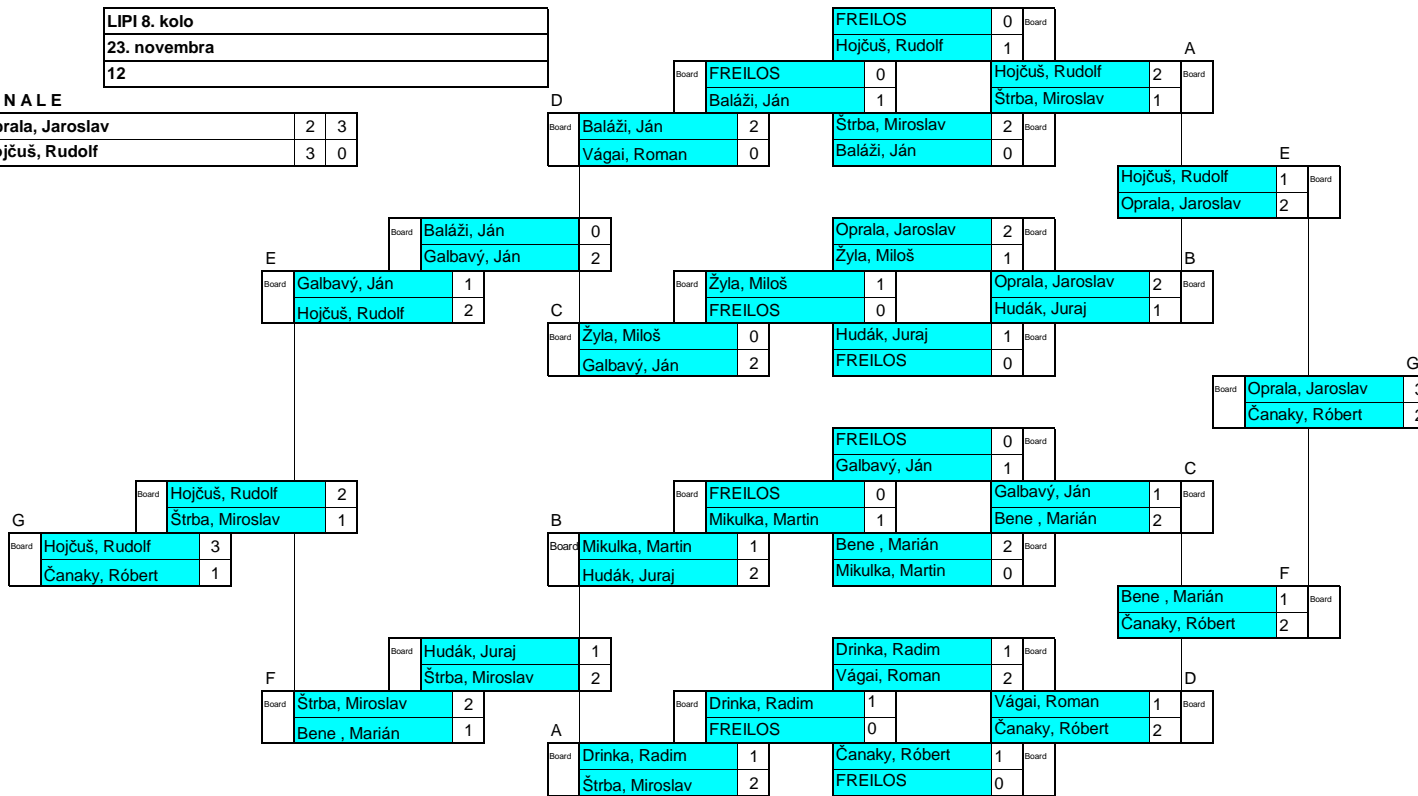 LIPI 8. kolo
23. novembra
12
N A L E
prala, Jaroslav 2 3
ojčuš, Rudolf 3 0
FREILOS 0 Board
Hojčuš, Rudolf 1
A
Board FREILOS 0
Baláži, Ján 1
Hojčuš, Rudolf 2 Board
Štrba, Miroslav 1
D
Board Baláži, Ján 2
Vágai, Roman 0
Štrba, Miroslav 2 Board
Baláži, Ján 0
E
Hojčuš, Rudolf 1 Board
Oprala, Jaroslav 2
Board Baláži, Ján 0
Galbavý, Ján 2
Oprala, Jaroslav 2 Board
Žyla, Miloš 1
E
Board Galbavý, Ján 1
Hojčuš, Rudolf 2
Board Žyla, Miloš 1
FREILOS 0
B
Oprala, Jaroslav 2 Board
Hudák, Juraj 1
C
Board Žyla, Miloš 0
Galbavý, Ján 2
Hudák, Juraj 1 Board
FREILOS 0
G
Board Oprala, Jaroslav
Čanaky, Róbert
FREILOS 0 Board
Galbavý, Ján 1
C
Board Hojčuš, Rudolf 2
Štrba, Miroslav 1
Board FREILOS 0
Mikulka, Martin 1
Galbavý, Ján 1 Board
Bene , Marián 2
G
Board Hojčuš, Rudolf 3
Čanaky, Róbert 1
B
Board Mikulka, Martin 1
Hudák, Juraj 2
Bene , Marián 2 Board
Mikulka, Martin 0
F
Bene , Marián 1 Board
Čanaky, Róbert 2
Board Hudák, Juraj 1
Štrba, Miroslav 2
Drinka, Radim 1 Board
Vágai, Roman 2
F
Board Štrba, Miroslav 2
Bene , Marián 1
Board Drinka, Radim 1
FREILOS 0
D
Vágai, Roman 1 Board
Čanaky, Róbert 2
A
Board Drinka, Radim 1
Štrba, Miroslav 2
Čanaky, Róbert 1 Board
FREILOS 0